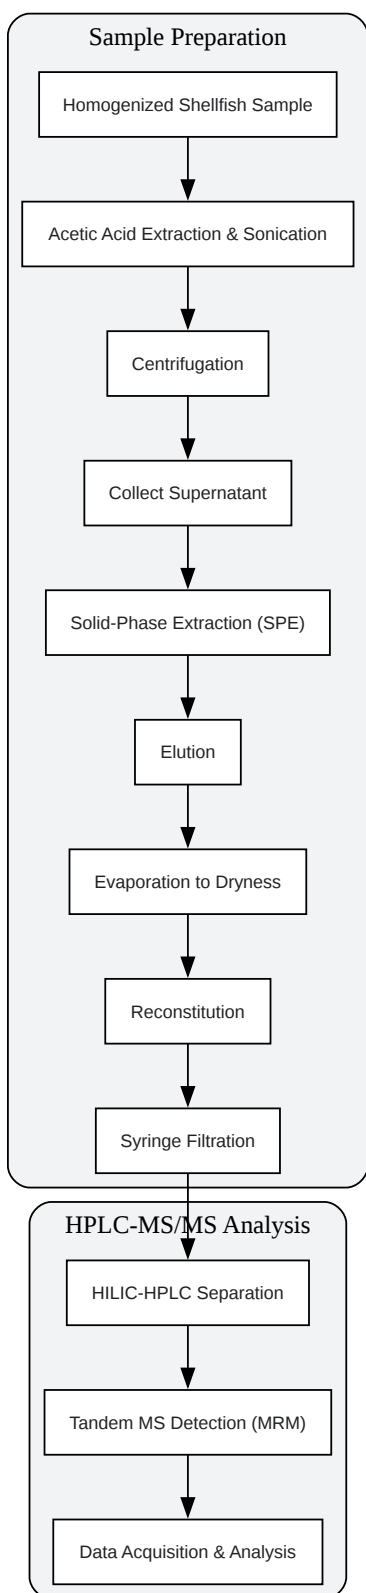 Sample Preparation
Homogenized Shellfish Sample
Acetic Acid Extraction & Sonication
Centrifugation
Collect Supernatant
Solid-Phase Extraction (SPE)
Elution
Evaporation to Dryness
Reconstitution
Syringe Filtration
HPLC-MS/MS Analysis
HILIC-HPLC Separation
Tandem MS Detection (MRM)
Data Acquisition & Analysis